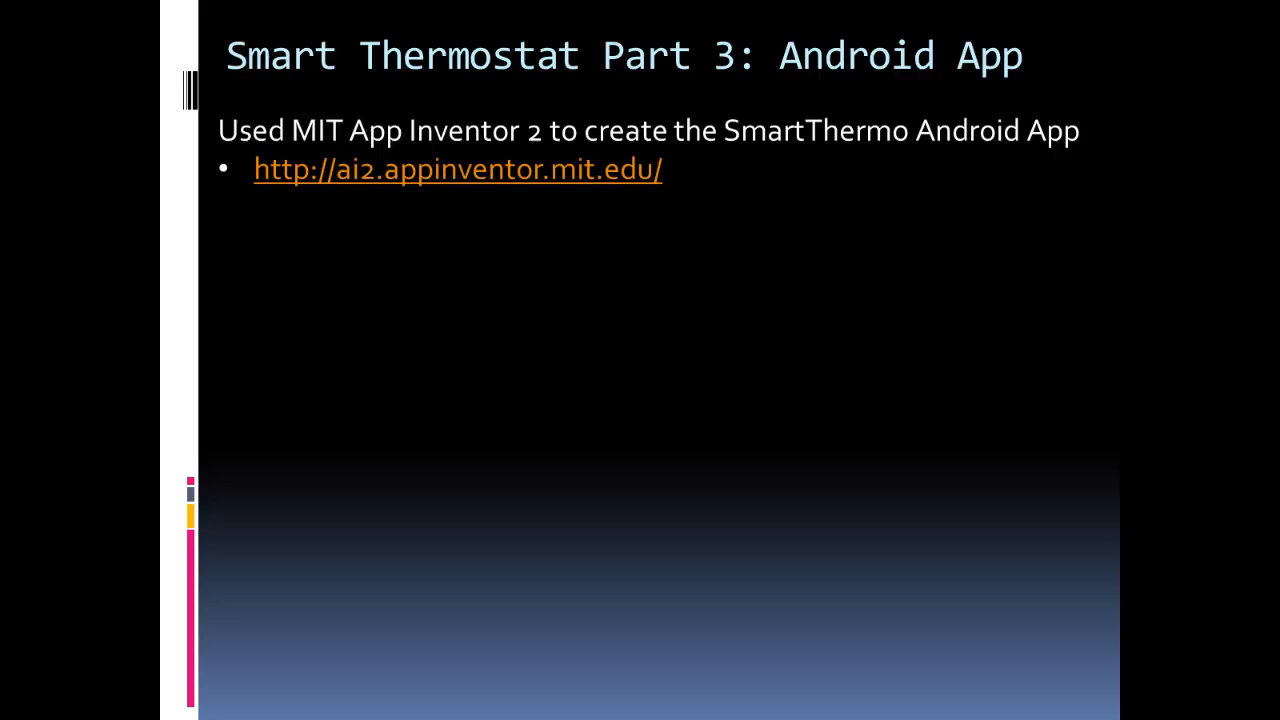 Smart Thermostat Part 3: Android App
Used MIT App Inventor 2 to create the SmartThermo Android App
• http://ai2.appinventor.mit.edu/